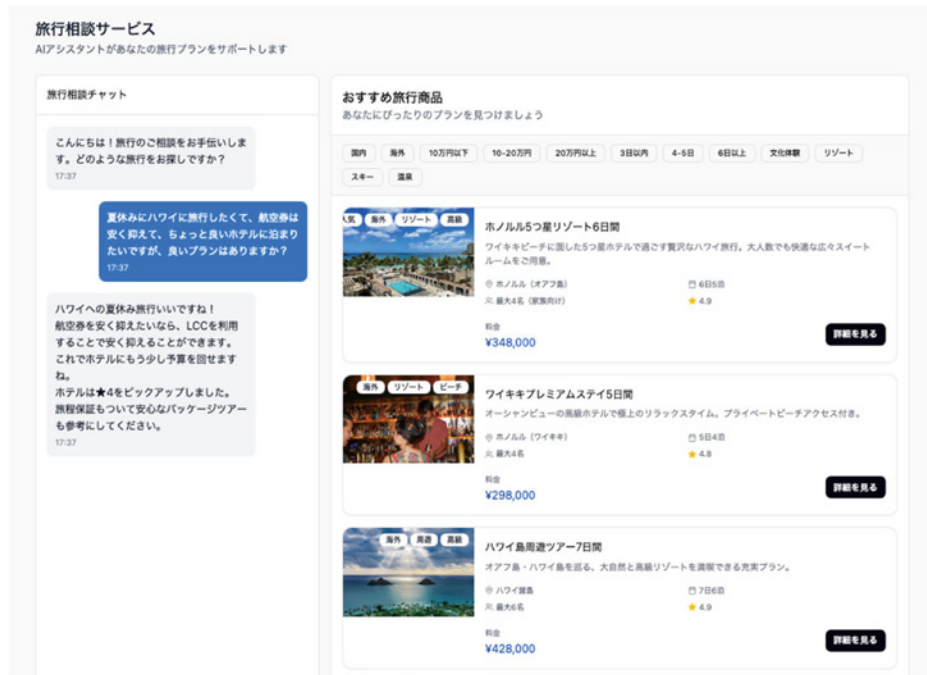 旅行相談サービス
AIアシスタントがあなたの旅行プランをサポートします
旅行相談チャット
こんにちは！旅行のご相談をお手伝いしま
す。どのような旅行をお探しですか？
17:37
夏休みにハワイに旅行したくて、航空券は
安く抑えて、ちょっと良いホテルに泊まり
たいですが、良いプランはありますか？
17:37
ハワイへの夏休み旅行いいですね！
航空券を安く抑えたいなら、LCCを利用
することで安く抑えることができます。
これでホテルにもう少し予算を回せます
ね。
ホテルは★4をピックアップしました。
旅程保証もついて安心なパッケージツアー
も参考にしてください。
17:37
おすすめ旅行商品
あなたにぴったりのプランを見つけましょう
国内 海外 10万円以下 10-20万円 20万円以上 3日以内 4-5日 6日以上 文化体験 リゾート
スキー 温泉
人気 海外 リゾート 高級
ホノルル5つ星リゾート6日間
ワイキキビーチに面した5つ星ホテルで過ごす贅沢なハワイ旅行。大人数でも快適な広々スイート
ルームをご用意。
ホノルル（オアフ島） 6日5泊
最大4名（家族向け） ★ 4.9
料金
¥348,000
詳細を見る
海外 リゾート ビーチ
ワイキキプレミアムステイ5日間
オーシャンビューの高級ホテルで極上のリラックスタイム。プライベートビーチアクセス付き。
ホノルル（ワイキキ） 5日4泊
最大4名 ★ 4.8
料金
¥298,000
詳細を見る
海外 周遊 高級
ハワイ島周遊ツアー7日間
オアフ島・ハワイ島を巡る、大自然と高級リゾートを満喫できる充実プラン。
ハワイ諸島 7日6泊
最大6名 ★ 4.9
料金
¥428,000
詳細を見る